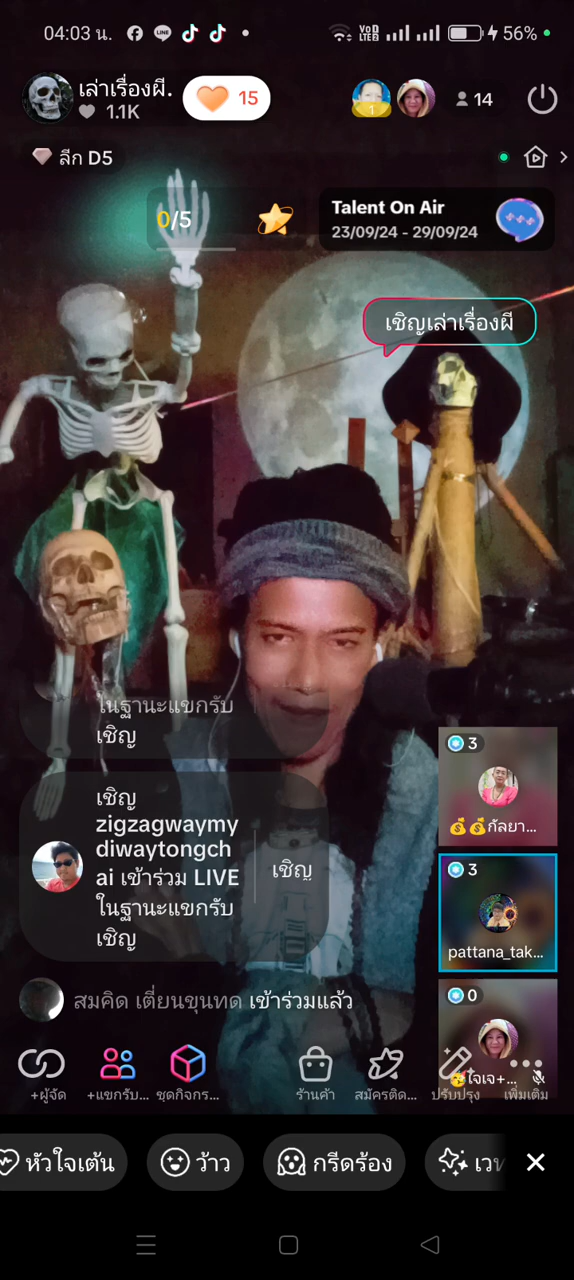 04:03 น.
VoD
LTE2
56%
เล่าเรื่องผี.
1.1K
15
1
14
ลีก D5
0/5
Talent On Air
23/09/24 - 29/09/24
เชิญเล่าเรื่องผี
ในฐานะแขกรับ
เชิญ
เชิญ
zigzagwaymy
diwaytongch
ai เข้าร่วม LIVE
ในฐานะแขกรับ
เชิญ
เชิญ
3
💰💰กัลยา...
3
pattana_tak...
0
🥳ใจเจ+...
สมคิด เตี่ยนขุนทด เข้าร่วมแล้ว
+ผู้จัด
+แขกรับ...
ชุดกิจกร...
ร้านค้า
สมัครติด...
ปรับปรุง
เพิ่มเติม
หัวใจเต้น
ว้าว
กรีดร้อง